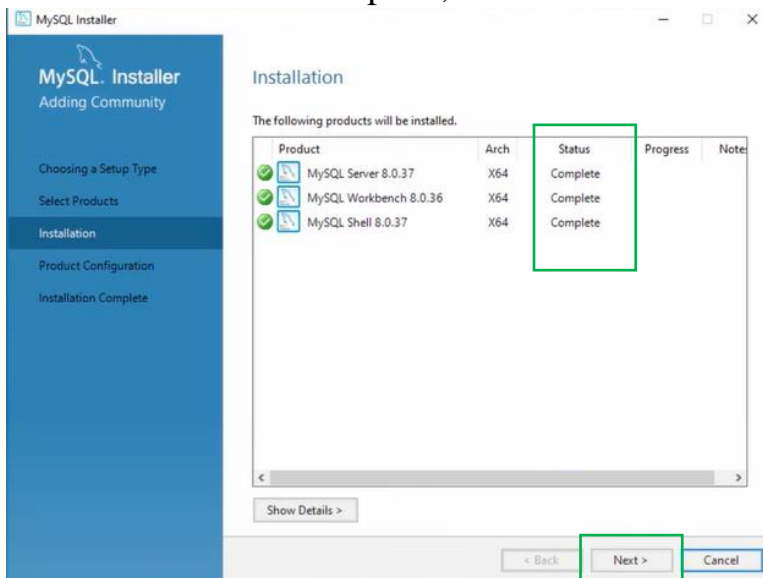 MySQL Installer
MySQL. Installer
Adding Community
Choosing a Setup Type
Select Products
Installation
Product Configuration
Installation Complete
Installation
The following products will be installed.
Product Arch Status Progress Notes
MySQL Server 8.0.37 X64 Complete
MySQL Workbench 8.0.36 X64 Complete
MySQL Shell 8.0.37 X64 Complete
Show Details >
< Back Next > Cancel